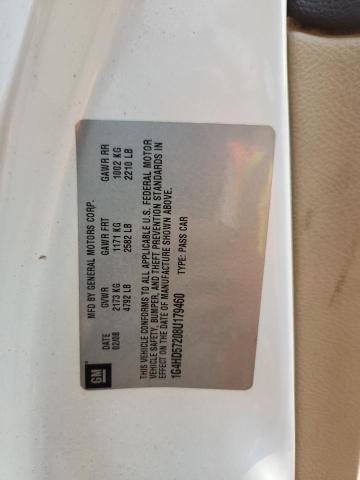 GM
MFD BY GENERAL MOTORS CORP.
DATE GVWR GAWR FRT GAWR RR
02/08 2173 KG 1171 KG 1002 KG
4792 LB 2582 LB 2210 LB
THIS VEHICLE CONFORMS TO ALL APPLICABLE U.S. FEDERAL MOTOR
VEHICLE SAFETY, BUMPER, AND THEFT PREVENTION STANDARDS IN
EFFECT ON THE DATE OF MANUFACTURE SHOWN ABOVE.
1G4HD57208U179460 TYPE: PASS CAR